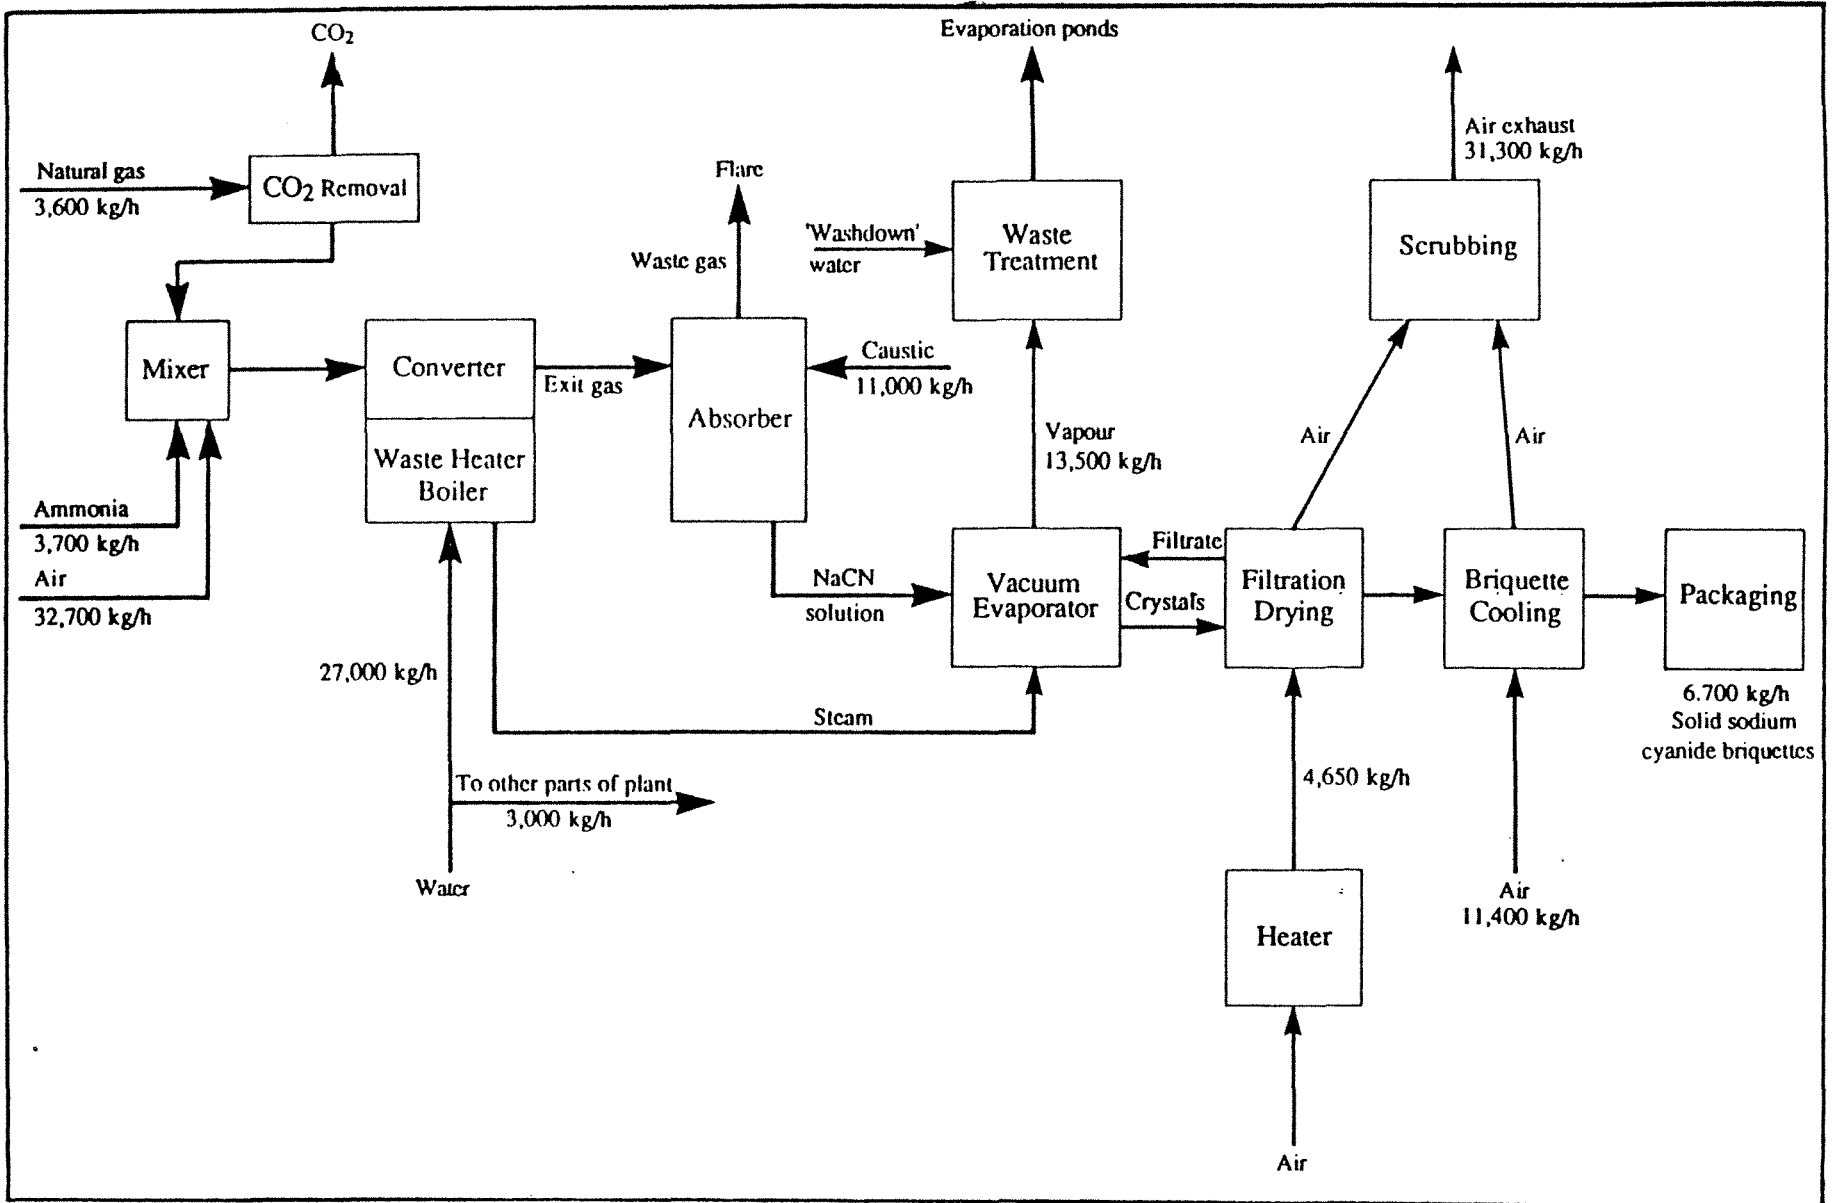 CO2
Evaporation ponds
Air exhaust
31,300 kg/h
Natural gas
3,600 kg/h
CO2 Removal
Flare
Waste gas
'Washdown'
water
Waste
Treatment
Scrubbing
Mixer
Converter
Exit gas
Waste Heater
Boiler
Absorber
Caustic
11,000 kg/h
Vapour
13,500 kg/h
Air
Air
Ammonia
3,700 kg/h
Air
32,700 kg/h
NaCN
solution
Vacuum
Evaporator
Filtrate
Crystals
Filtration
Drying
Briquette
Cooling
Packaging
27,000 kg/h
Steam
6.700 kg/h
Solid sodium
cyanide briquettes
To other parts of plant
3,000 kg/h
4,650 kg/h
Water
Air
11,400 kg/h
Heater
Air